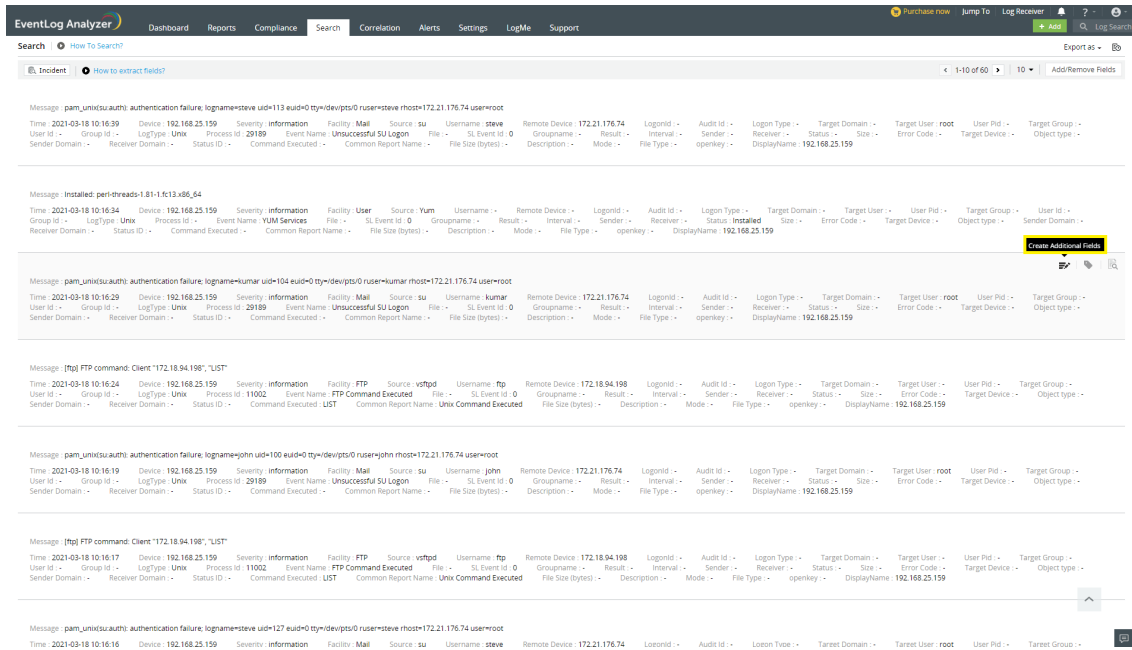 Purchase now Jump To Log Receiver ?
EventLog Analyzer Dashboard Reports Compliance Search Correlation Alerts Settings LogMe Support + Add Log Search
Search How To Search? Export as
Incident How to extract fields? 1-10 of 60 10 Add/Remove Fields
Message : pam_unix(su:auth): authentication failure; logname=steve uid=113 euid=0 tty=/dev/pts/0 ruser=steve rhost=172.21.176.74 user=root
Time : 2021-03-18 10:16:39 Device : 192.168.25.159 Severity : information Facility : Mail Source : su Username : steve Remote Device : 172.21.176.74 LogonId : - Audit Id : - Logon Type : - Target Domain : - Target User : root User Pid : - Target Group : -
User Id : - Group Id : - LogType : Unix Process Id : 29189 Event Name : Unsuccessful SU Logon File : - SL Event Id : 0 Groupname : - Result : - Interval : - Sender : - Receiver : - Status : - Size : - Error Code : - Target Device : - Object type : -
Sender Domain : - Receiver Domain : - Status ID : - Command Executed : - Common Report Name : - File Size (bytes) : - Description : - Mode : - File Type : - openkey : - DisplayName : 192.168.25.159
Message : Installed: perl-threads-1.81-1.fc13.x86_64
Time : 2021-03-18 10:16:34 Device : 192.168.25.159 Severity : information Facility : User Source : Yum Username : - Remote Device : - LogonId : - Audit Id : - Logon Type : - Target Domain : - Target User : - User Pid : - Target Group : - User Id : -
Group Id : - LogType : Unix Process Id : - Event Name : YUM Services File : - SL Event Id : 0 Groupname : - Result : - Interval : - Sender : - Receiver : - Status : Installed Size : - Error Code : - Target Device : - Object type : - Sender Domain : -
Receiver Domain : - Status ID : - Command Executed : - Common Report Name : - File Size (bytes) : - Description : - Mode : - File Type : - openkey : - DisplayName : 192.168.25.159
Create Additional Fields
Message : pam_unix(su:auth): authentication failure; logname=kumar uid=104 euid=0 tty=/dev/pts/0 ruser=kumar rhost=172.21.176.74 user=root
Time : 2021-03-18 10:16:29 Device : 192.168.25.159 Severity : information Facility : Mail Source : su Username : kumar Remote Device : 172.21.176.74 LogonId : - Audit Id : - Logon Type : - Target Domain : - Target User : root User Pid : - Target Group : -
User Id : - Group Id : - LogType : Unix Process Id : 29189 Event Name : Unsuccessful SU Logon File : - SL Event Id : 0 Groupname : - Result : - Interval : - Sender : - Receiver : - Status : - Size : - Error Code : - Target Device : - Object type : -
Sender Domain : - Receiver Domain : - Status ID : - Command Executed : - Common Report Name : - File Size (bytes) : - Description : - Mode : - File Type : - openkey : - DisplayName : 192.168.25.159
Message : [ftp] FTP command: Client "172.18.94.198", "LIST"
Time : 2021-03-18 10:16:24 Device : 192.168.25.159 Severity : information Facility : FTP Source : vsftpd Username : ftp Remote Device : 172.18.94.198 LogonId : - Audit Id : - Logon Type : - Target Domain : - Target User : - User Pid : - Target Group : -
User Id : - Group Id : - LogType : Unix Process Id : 11002 Event Name : FTP Command Executed File : - SL Event Id : 0 Groupname : - Result : - Interval : - Sender : - Receiver : - Status : - Size : - Error Code : - Target Device : - Object type : -
Sender Domain : - Receiver Domain : - Status ID : - Command Executed : LIST Common Report Name : Unix Command Executed File Size (bytes) : - Description : - Mode : - File Type : - openkey : - DisplayName : 192.168.25.159
Message : pam_unix(su:auth): authentication failure; logname=john uid=100 euid=0 tty=/dev/pts/0 ruser=john rhost=172.21.176.74 user=root
Time : 2021-03-18 10:16:19 Device : 192.168.25.159 Severity : information Facility : Mail Source : su Username : john Remote Device : 172.21.176.74 LogonId : - Audit Id : - Logon Type : - Target Domain : - Target User : root User Pid : - Target Group : -
User Id : - Group Id : - LogType : Unix Process Id : 29189 Event Name : Unsuccessful SU Logon File : - SL Event Id : 0 Groupname : - Result : - Interval : - Sender : - Receiver : - Status : - Size : - Error Code : - Target Device : - Object type : -
Sender Domain : - Receiver Domain : - Status ID : - Command Executed : - Common Report Name : - File Size (bytes) : - Description : - Mode : - File Type : - openkey : - DisplayName : 192.168.25.159
Message : [ftp] FTP command: Client "172.18.94.198", "LIST"
Time : 2021-03-18 10:16:17 Device : 192.168.25.159 Severity : information Facility : FTP Source : vsftpd Username : ftp Remote Device : 172.18.94.198 LogonId : - Audit Id : - Logon Type : - Target Domain : - Target User : - User Pid : - Target Group : -
User Id : - Group Id : - LogType : Unix Process Id : 11002 Event Name : FTP Command Executed File : - SL Event Id : 0 Groupname : - Result : - Interval : - Sender : - Receiver : - Status : - Size : - Error Code : - Target Device : - Object type : -
Sender Domain : - Receiver Domain : - Status ID : - Command Executed : LIST Common Report Name : Unix Command Executed File Size (bytes) : - Description : - Mode : - File Type : - openkey : - DisplayName : 192.168.25.159
Message : pam_unix(su:auth): authentication failure; logname=steve uid=127 euid=0 tty=/dev/pts/0 ruser=steve rhost=172.21.176.74 user=root
Time : 2021-03-18 10:16:16 Device : 192.168.25.159 Severity : information Facility : Mail Source : su Username : steve Remote Device : 172.21.176.74 LogonId : - Audit Id : - Logon Type : - Target Domain : - Target User : root User Pid : - Target Group : -